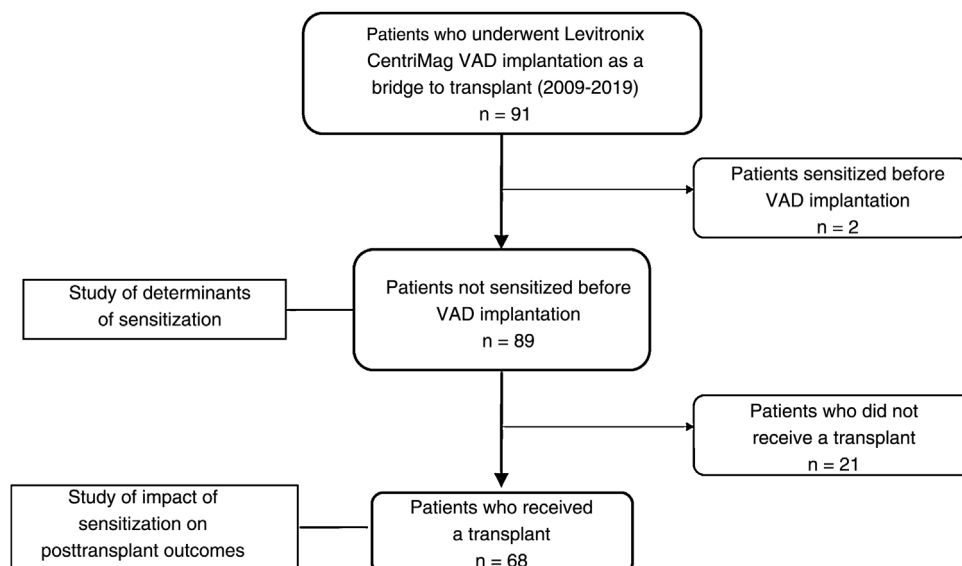 Patients who underwent Levitronix
CentriMag VAD implantation as a
bridge to transplant (2009-2019)
n = 91
Patients sensitized before
VAD implantation
n = 2
Patients not sensitized before
VAD implantation
n = 89
Study of determinants
of sensitization
Patients who did not
receive a transplant
n = 21
Patients who received
a transplant
n = 68
Study of impact of
sensitization on
posttransplant outcomes